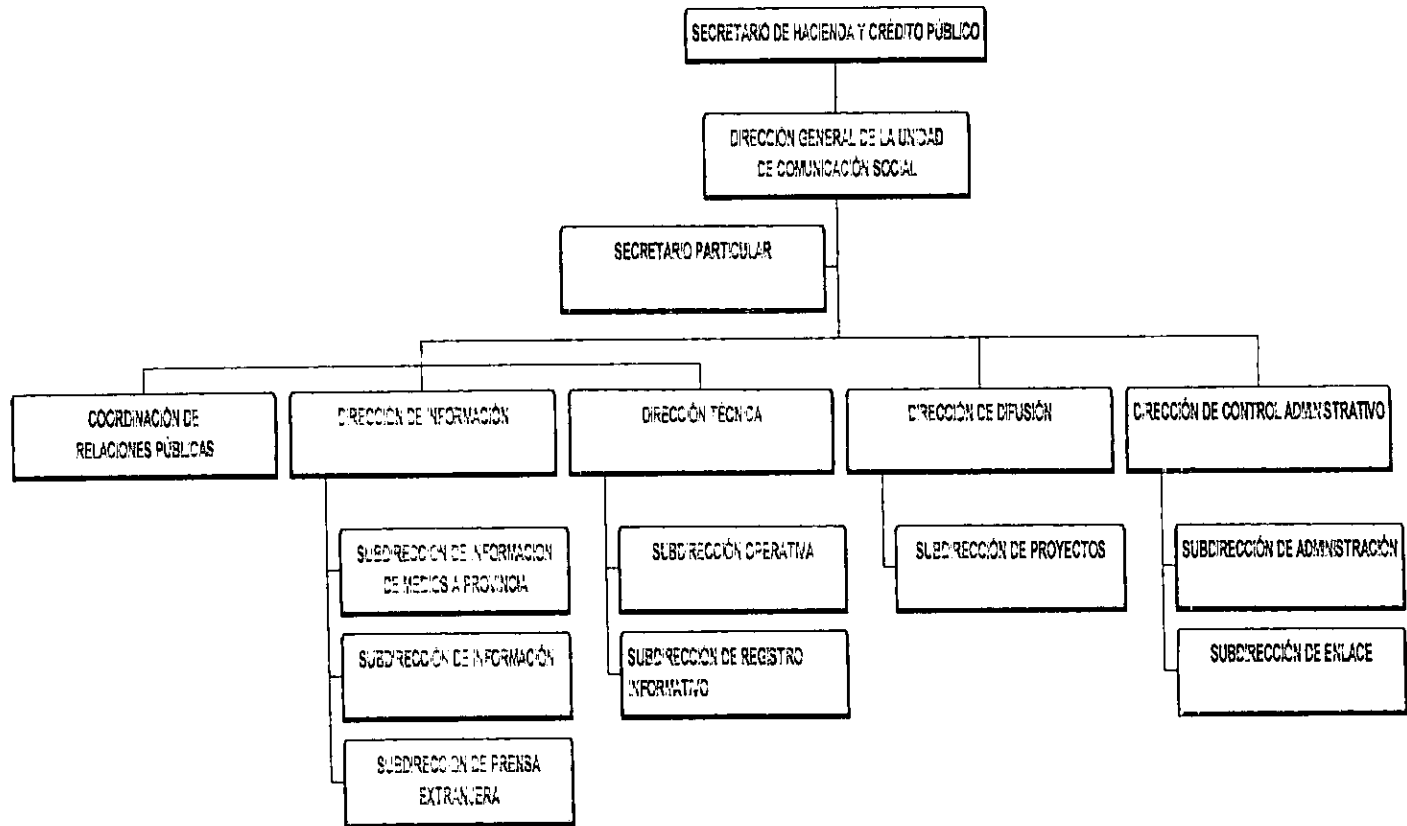 SECRETARIO DE HACIENDA Y CRÉDITO PÚBLICO
DIRECCIÓN GENERAL DE LA UNIDAD
DE COMUNICACIÓN SOCIAL
SECRETARIO PARTICULAR
COORDINACIÓN DE
RELACIONES PÚBLICAS
DIRECCIÓN DE INFORMACIÓN
DIRECCIÓN TÉCNICA
DIRECCIÓN DE DIFUSIÓN
DIRECCIÓN DE CONTROL ADMINISTRATIVO
SUBDIRECCIÓN DE INFORMACIÓN
DE MEDIOS A PROVINCIA
SUBDIRECCIÓN DE INFORMACIÓN
SUBDIRECCIÓN DE PRENSA
EXTRANJERA
SUBDIRECCIÓN OPERATIVA
SUBDIRECCIÓN DE REGISTRO
INFORMATIVO
SUBDIRECCIÓN DE PROYECTOS
SUBDIRECCIÓN DE ADMINISTRACIÓN
SUBDIRECCIÓN DE ENLACE